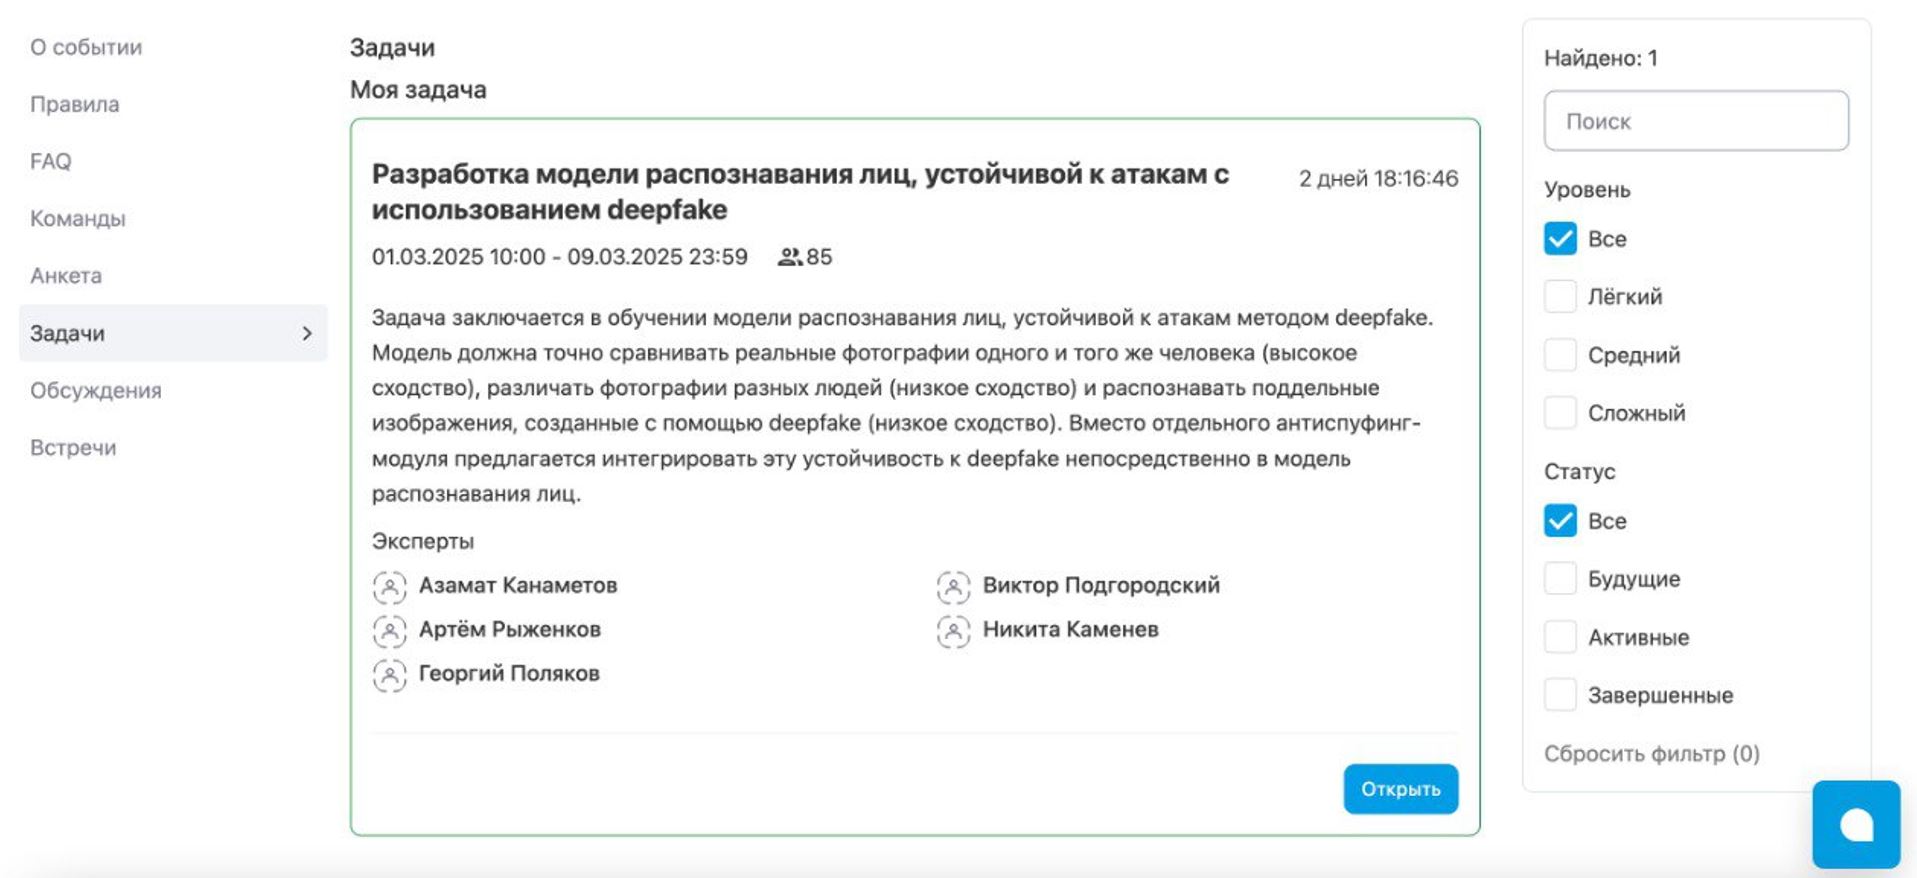 О событии
Правила
FAQ
Команды
Анкета
Задачи
Обсуждения
Встречи
Задачи
Моя задача
Разработка модели распознавания лиц, устойчивой к атакам с
использованием deepfake
2 дней 18:16:46
01.03.2025 10:00 - 09.03.2025 23:59 85
Задача заключается в обучении модели распознавания лиц, устойчивой к атакам методом deepfake.
Модель должна точно сравнивать реальные фотографии одного и того же человека (высокое
сходство), различать фотографии разных людей (низкое сходство) и распознавать поддельные
изображения, созданные с помощью deepfake (низкое сходство). Вместо отдельного антиспуфинг-
модуля предлагается интегрировать эту устойчивость к deepfake непосредственно в модель
распознавания лиц.
Эксперты
Азамат Канаметов
Виктор Подгородский
Артём Рыженков
Никита Каменев
Георгий Поляков
Открыть
Найдено: 1
Поиск
Уровень
Все
Лёгкий
Средний
Сложный
Статус
Все
Будущие
Активные
Завершенные
Сбросить фильтр (0)